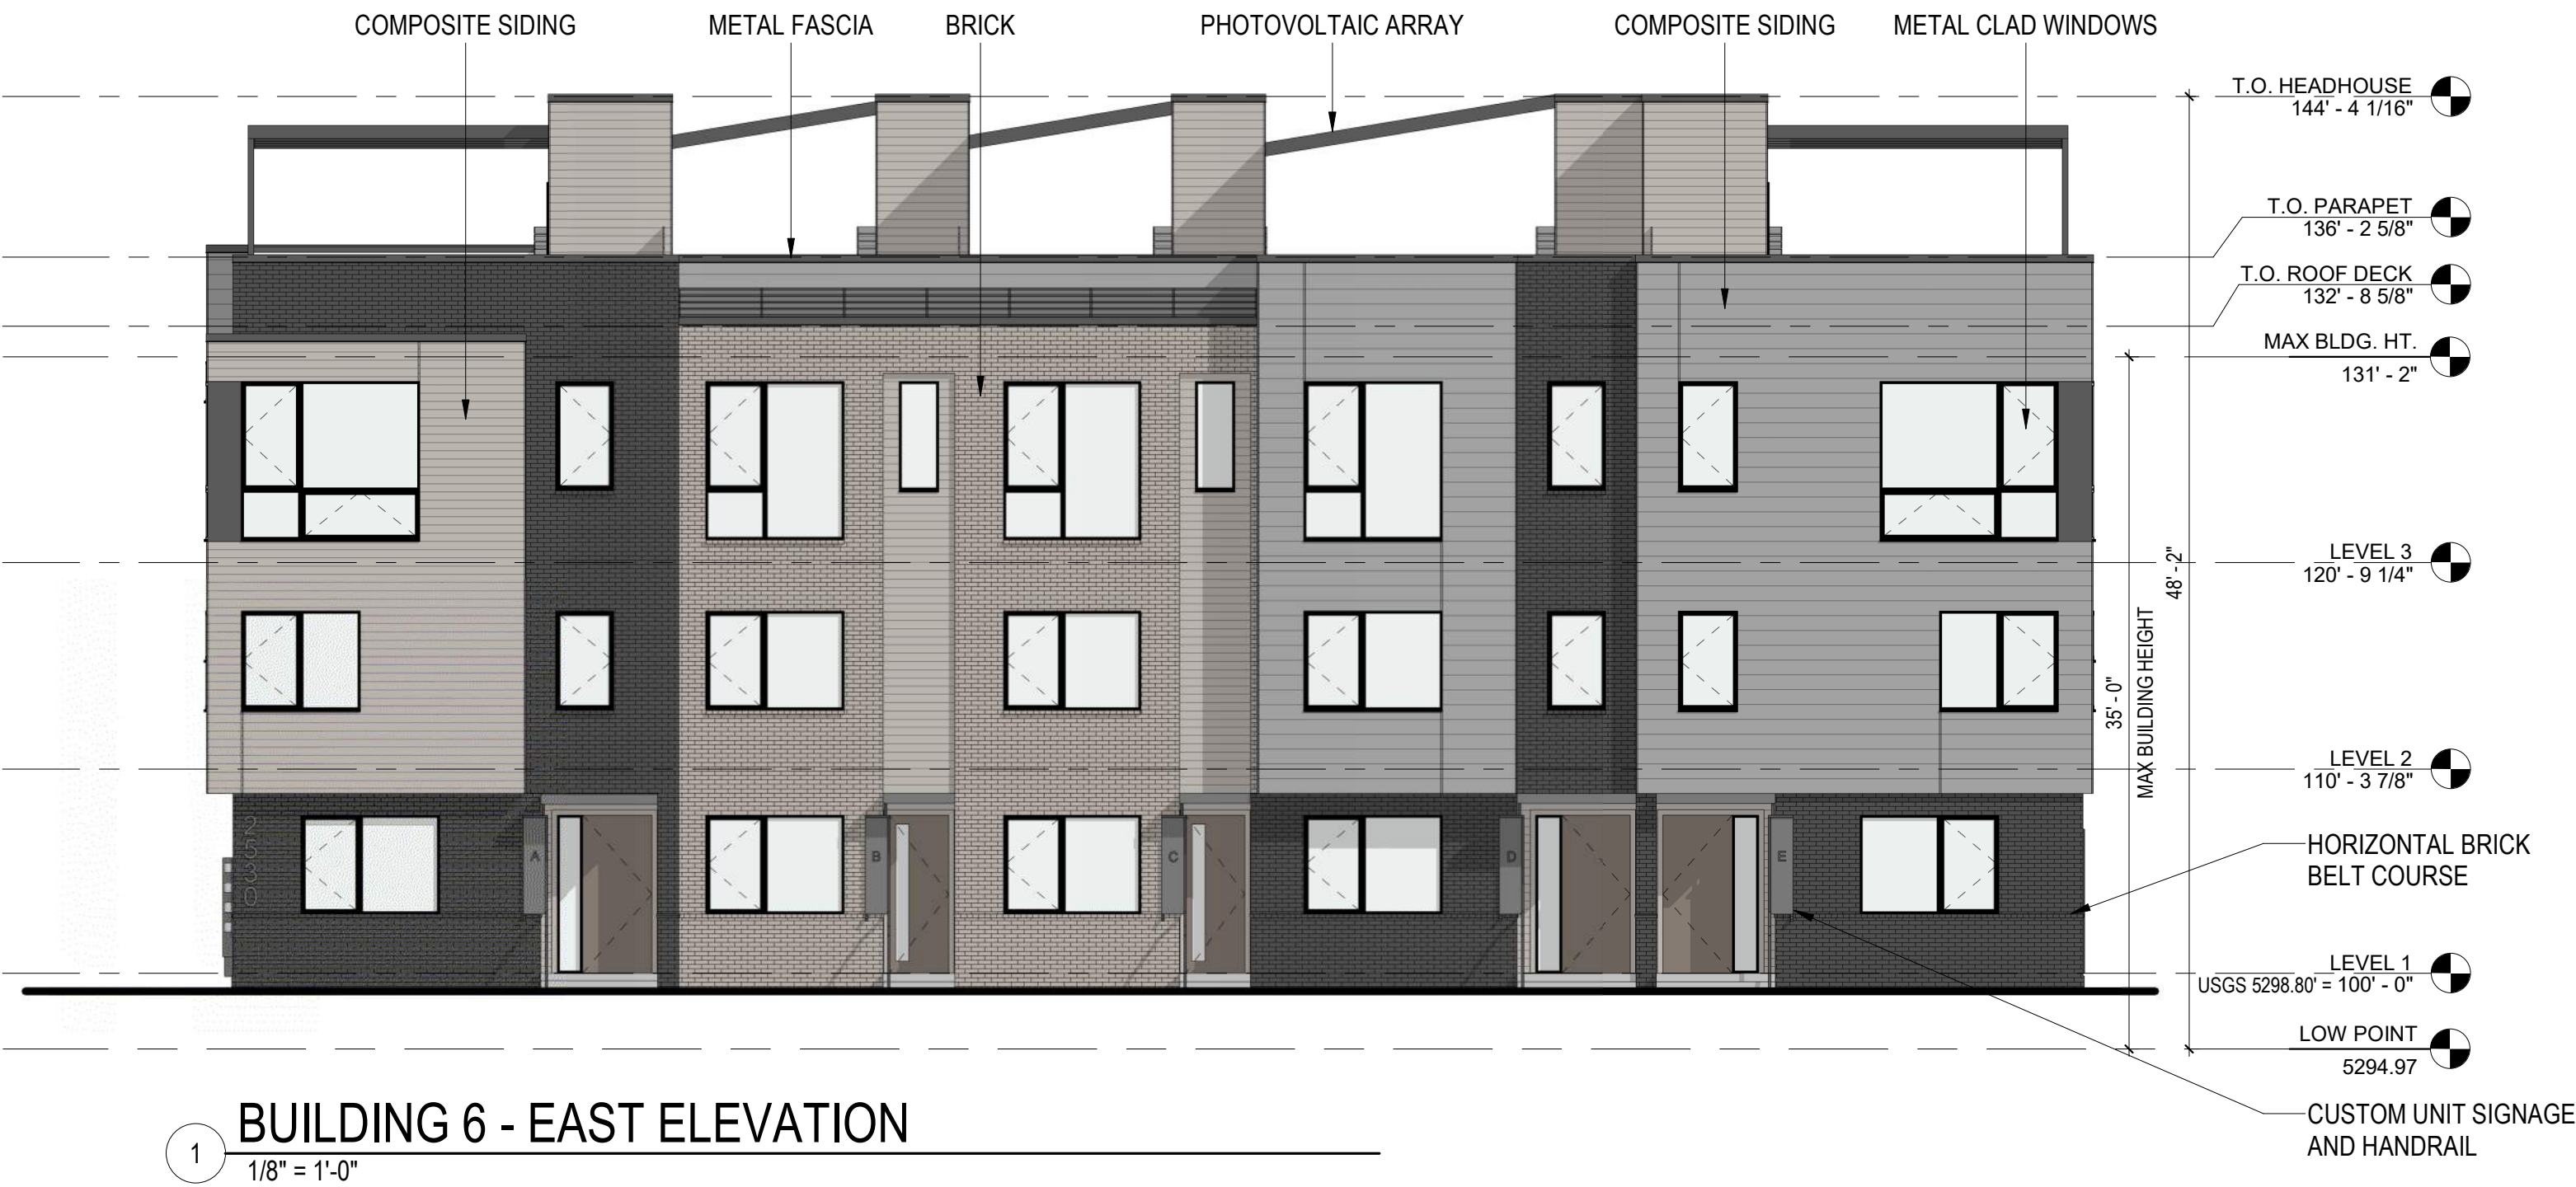 COMPOSITE SIDING
METAL FASCIA
BRICK
PHOTOVOLTAIC ARRAY
COMPOSITE SIDING
METAL CLAD WINDOWS
T.O. HEADHOUSE
144' - 4 1/16"
T.O. PARAPET
136' - 2 5/8"
T.O. ROOF DECK
132' - 8 5/8"
MAX BLDG. HT.
131' - 2"
LEVEL 3
120' - 9 1/4"
48' - 2"
35' - 0"
MAX BUILDING HEIGHT
LEVEL 2
110' - 3 7/8"
2530
A
B
C
D
E
HORIZONTAL BRICK
BELT COURSE
LEVEL 1
USGS 5298.80' = 100' - 0"
LOW POINT
5294.97
CUSTOM UNIT SIGNAGE
AND HANDRAIL
1
BUILDING 6 - EAST ELEVATION
1/8" = 1'-0"